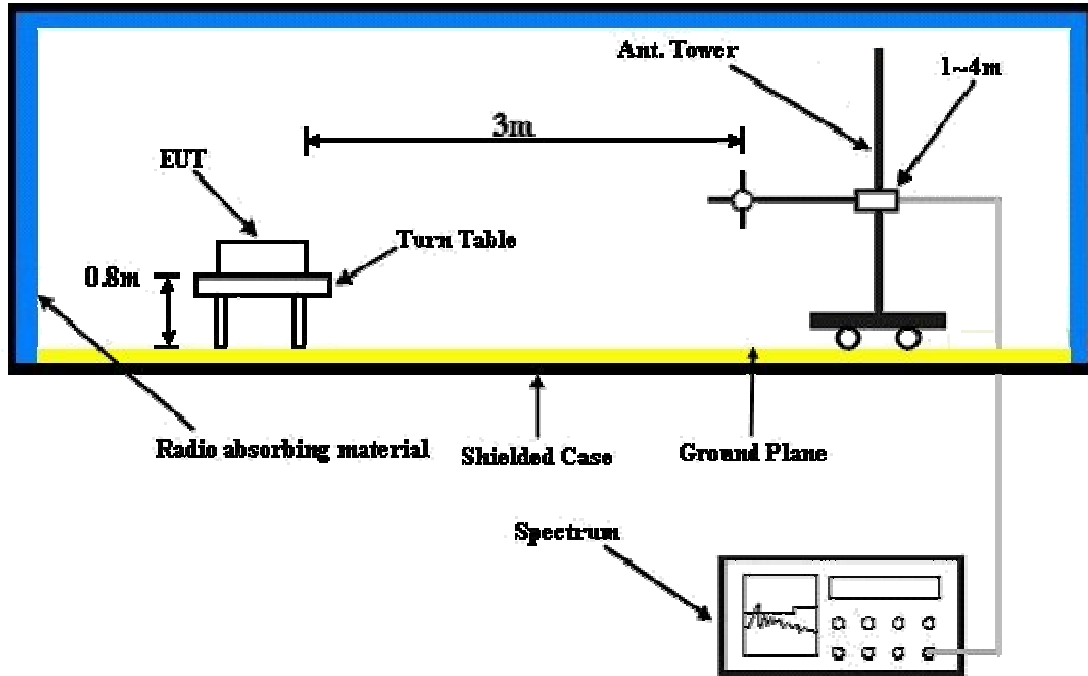 Ant. Tower
1~4m
3m
EUT
Turn Table
0.8m
Radio absorbing material
Shielded Case
Ground Plane
Spectrum